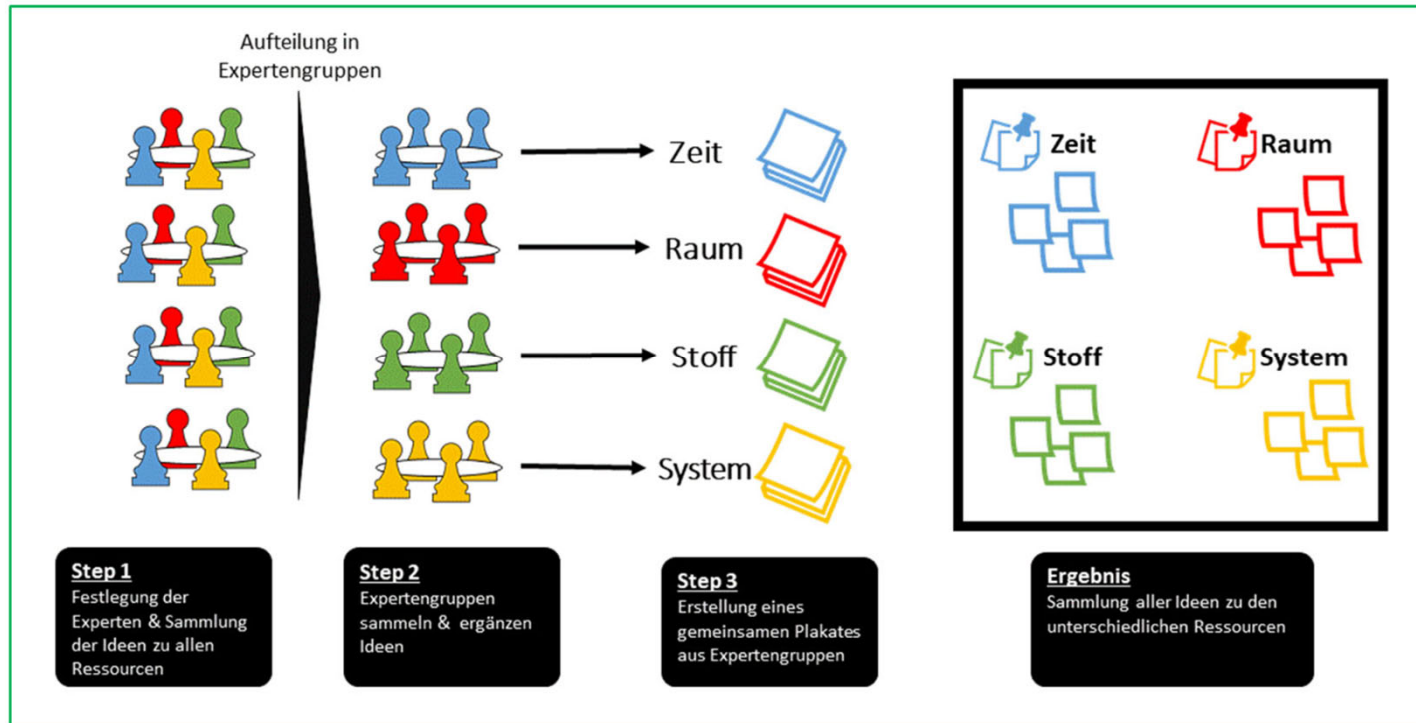 Aufteilung in
Expertengruppen
Zeit
Raum
Stoff
System
Zeit
Raum
Stoff
System
Step 1
Festlegung der
Experten & Sammlung
der Ideen zu allen
Ressourcen
Step 2
Expertengruppen
sammeln & ergänzen
Ideen
Step 3
Erstellung eines
gemeinsamen Plakates
aus Expertengruppen
Ergebnis
Sammlung aller Ideen zu den
unterschiedlichen Ressourcen